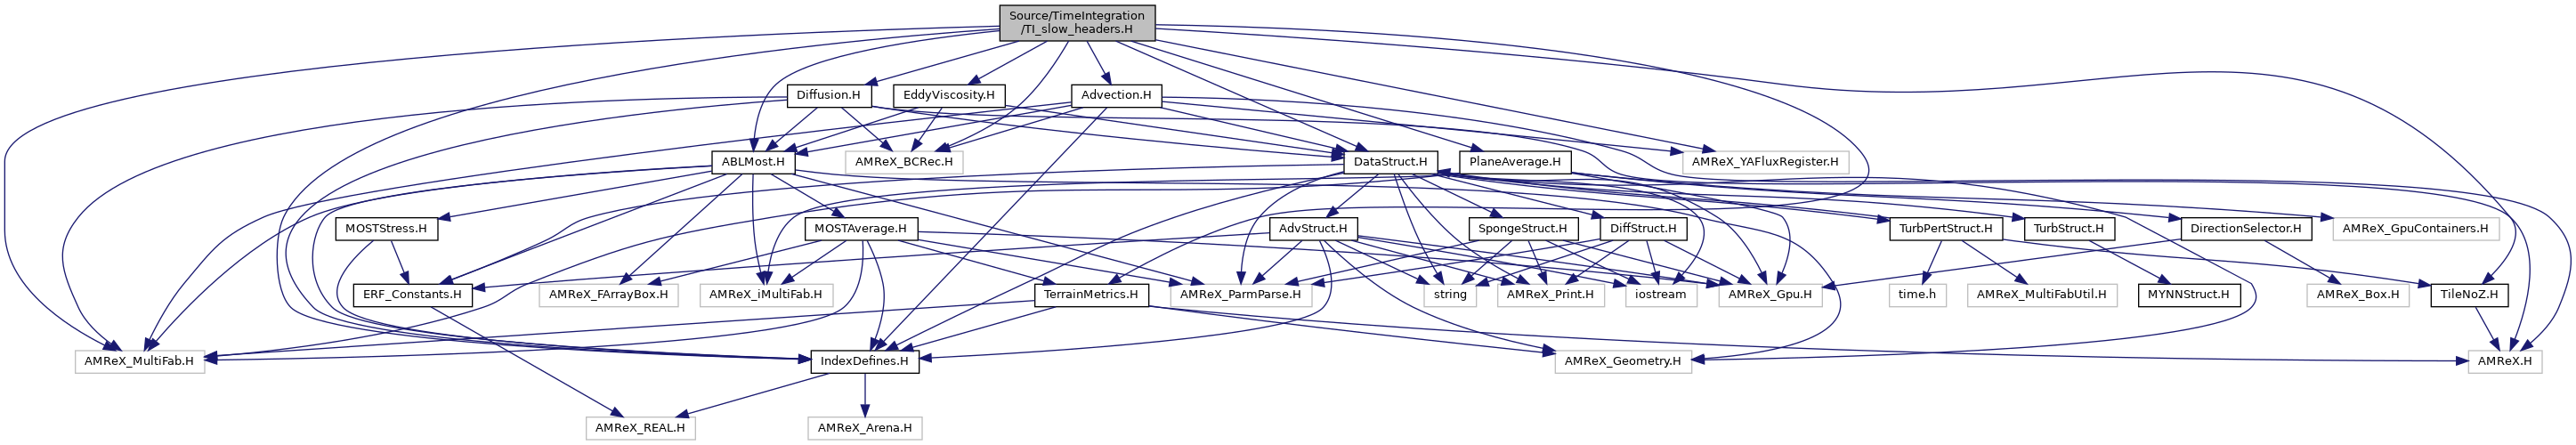 Source/TimeIntegration
/TI_slow_headers.H
Diffusion.H
EddyViscosity.H
Advection.H
ABLMost.H
AMReX_BCRec.H
DataStruct.H
PlaneAverage.H
AMReX_YAFluxRegister.H
MOSTStress.H
MOSTAverage.H
AdvStruct.H
SpongeStruct.H
DiffStruct.H
TurbPertStruct.H
TurbStruct.H
DirectionSelector.H
AMReX_GpuContainers.H
ERF_Constants.H
AMReX_FArrayBox.H
AMReX_iMultiFab.H
TerrainMetrics.H
AMReX_ParmParse.H
string
AMReX_Print.H
iostream
AMReX_Gpu.H
time.h
AMReX_MultiFabUtil.H
MYNNStruct.H
AMReX_Box.H
TileNoZ.H
AMReX_MultiFab.H
IndexDefines.H
AMReX_Geometry.H
AMReX.H
AMReX_REAL.H
AMReX_Arena.H